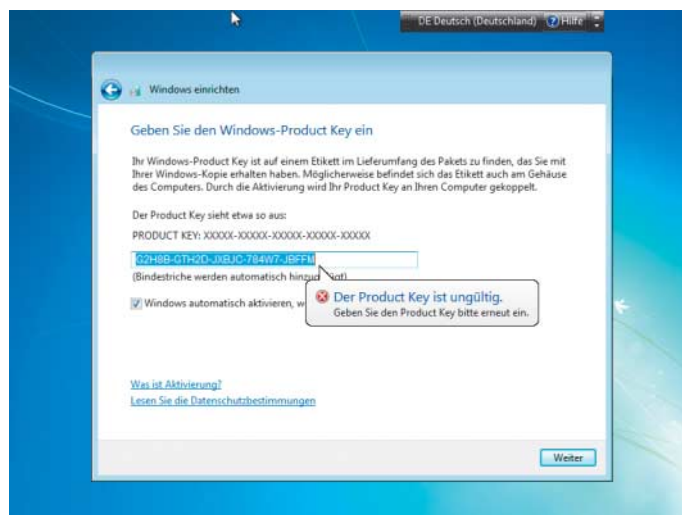 DE Deutsch (Deutschland) Hilfe
Windows einrichten
Geben Sie den Windows-Product Key ein
Ihr Windows-Product Key ist auf einem Etikett im Lieferumfang des Pakets zu finden, das Sie mit
Ihrer Windows-Kopie erhalten haben. Möglicherweise befindet sich das Etikett auch am Gehäuse
des Computers. Durch die Aktivierung wird Ihr Product Key an Ihren Computer gekoppelt.
Der Product Key sieht etwa so aus:
PRODUCT KEY: XXXXX-XXXXX-XXXXX-XXXXX-XXXXX
G2H8B-GTH2D-JXBJC-784W7-JBFFM
(Bindestriche werden automatisch
Windows automatisch aktivieren,
Der Product Key ist ungültig.
Geben Sie den Product Key bitte erneut ein.
Was ist Aktivierung?
Lesen Sie die Datenschutzbestimmungen
Weiter